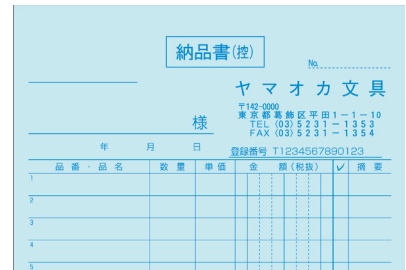 納品書(控)
No.
ヤマオカ文具
〒142-0000
東京都葛飾区平田1-1-10
TEL (03)5231-1353
FAX (03)5231-1354
様
年 月 日
登録番号 T1234567890123
品番・品名 数量 単価 金額(税抜) ✓ 摘要
1
2
3
4
5